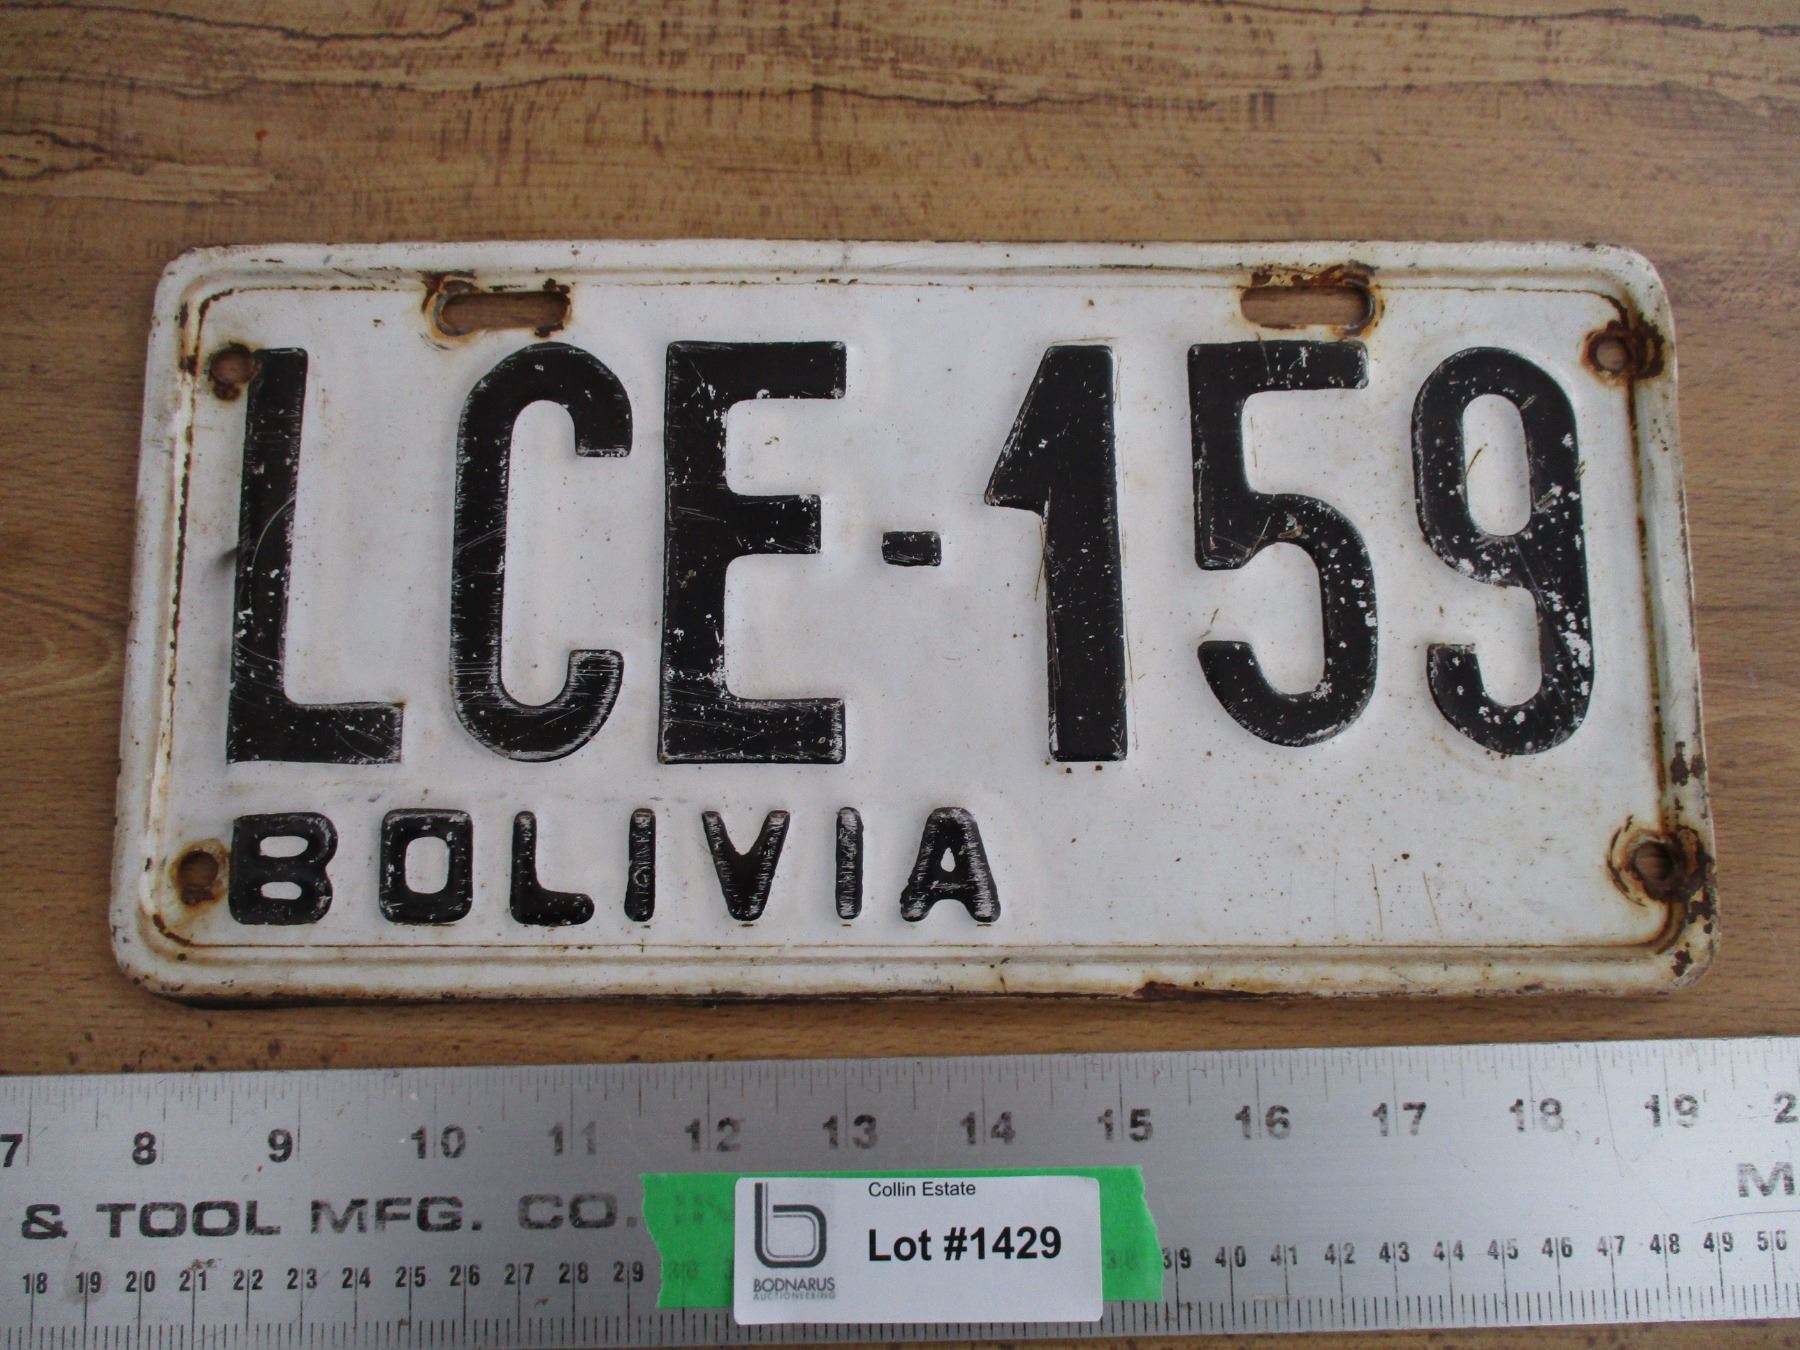 LCE-159
BOLIVIA
7 8 9 10 11 12 13 14 15 16 17 18 19
& TOOL MFG. CO.
Collin Estate
Lot #1429
BODNARUS
AUCTIONEERING
18 19 20 21 22 23 24 25 26 27 28 29 39 40 41 42 43 44 45 46 47 48 49 50